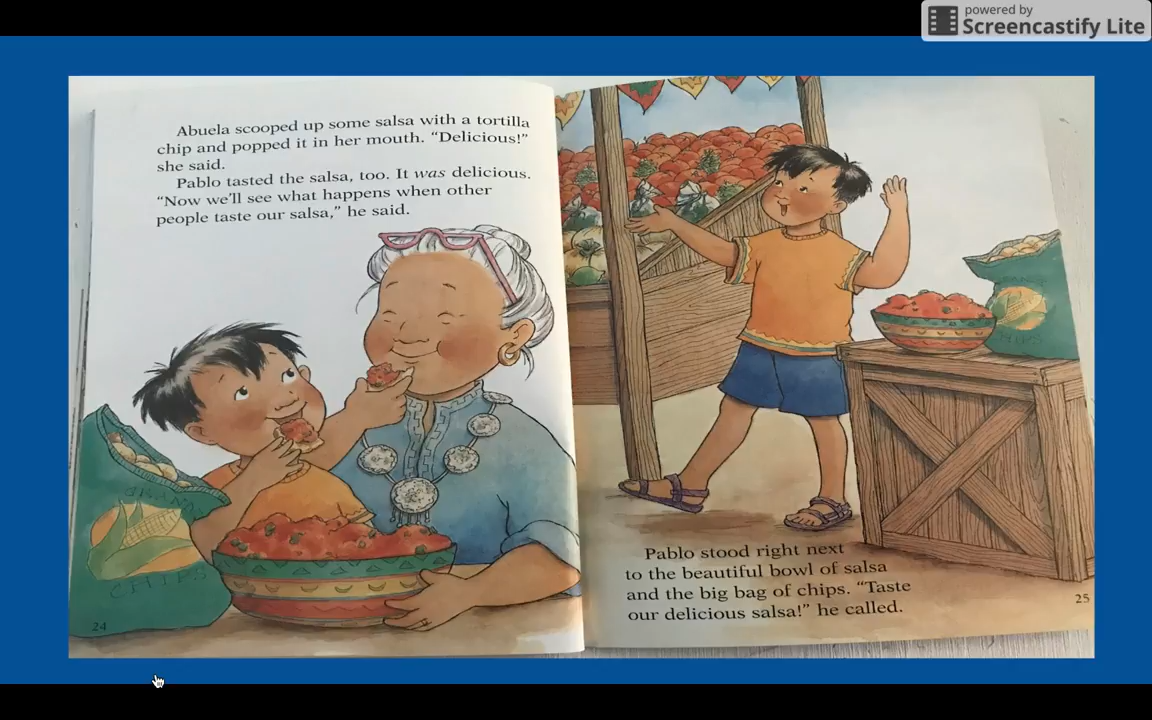 powered by
Screencastify Lite
Abuela scooped up some salsa with a tortilla
chip and popped it in her mouth. “Delicious!”
she said.
Pablo tasted the salsa, too. It was delicious.
“Now we’ll see what happens when other
people taste our salsa,” he said.
GRANDE
CHIPS
24
CHIPS
Pablo stood right next
to the beautiful bowl of salsa
and the big bag of chips. “Taste
our delicious salsa!” he called.
25